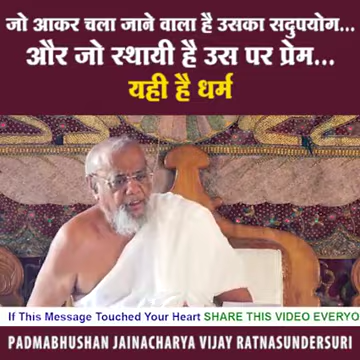 जो आकर चला जाने वाला है उसका सदुपयोग...
और जो स्थायी है उस पर प्रेम...
यही है धर्म
If This Message Touched Your Heart SHARE THIS VIDEO EVERYO
PADMABHUSHAN JAINACHARYA VIJAY RATNASUNDERSURI